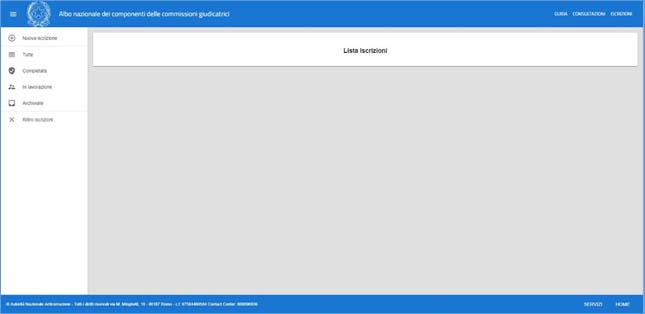 Albo nazionale dei componenti delle commissioni giudicatrici
GUIDA CONSULTAZIONI ISCRIZIONI
Nuova iscrizione
Tutte
Completate
In lavorazione
Archiviate
Ritiro iscrizioni
Lista Iscrizioni
© Autorità Nazionale Anticorruzione - Tutti i diritti riservati via M. Minghetti, 10 - 00187 Roma - c.f. 97584460584 Contact Center:
SERVIZI HOME